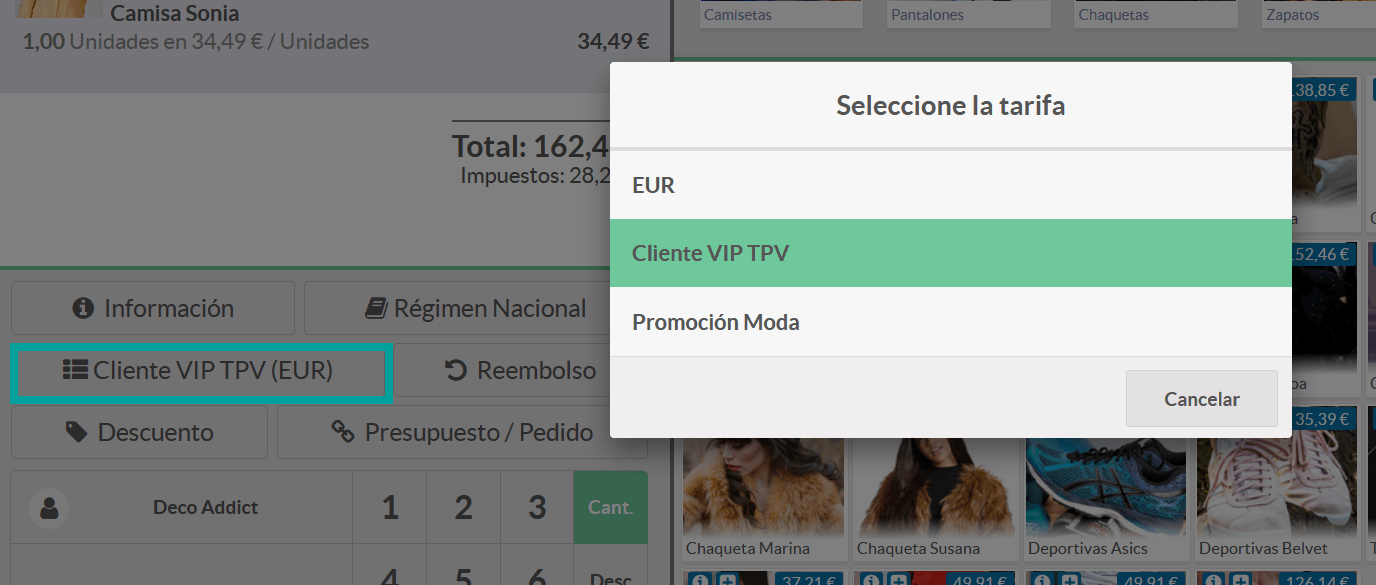 Camisa Sonia
1,00 Unidades en 34,49 € / Unidades
34,49 €
Camisetas
Pantalones
Chaquetas
Zapatos
Total: 162,4
Impuestos: 28,2
Seleccione la tarifa
EUR
Cliente VIP TPV
Promoción Moda
Cancelar
38,85 €
52,46 €
35,39 €
Información
Régimen Nacional
Cliente VIP TPV (EUR)
Reembolso
Descuento
Presupuesto / Pedido
Deco Addict
1
2
3
Cant.
4
5
6
Desc
Chaqueta Marina
Chaqueta Susana
Deportivas Asics
Deportivas Belvet
37,21 €
49,91 €
49,91 €
126,14 €